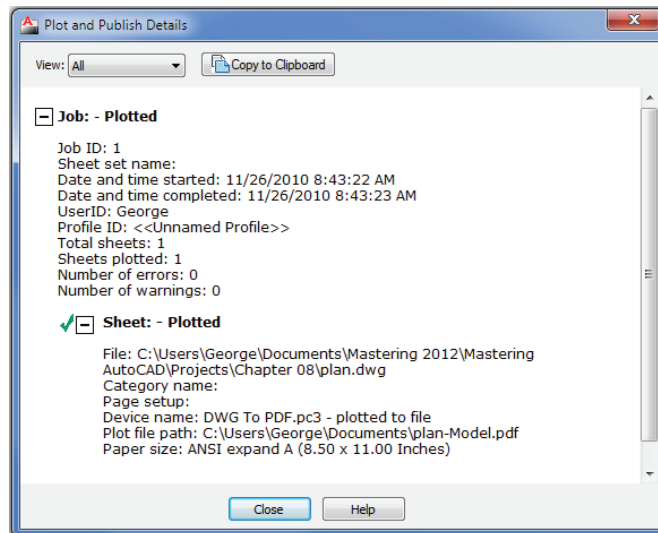 Plot and Publish Details
View: All
Copy to Clipboard
Job: - Plotted
Job ID: 1
Sheet set name:
Date and time started: 11/26/2010 8:43:22 AM
Date and time completed: 11/26/2010 8:43:23 AM
UserID: George
Profile ID: <<Unnamed Profile>>
Total sheets: 1
Sheets plotted: 1
Number of errors: 0
Number of warnings: 0
Sheet: - Plotted
File: C:\Users\George\Documents\Mastering 2012\Mastering
AutoCAD\Projects\Chapter 08\plan.dwg
Category name:
Page setup:
Device name: DWG To PDF.pc3 - plotted to file
Plot file path: C:\Users\George\Documents\plan-Model.pdf
Paper size: ANSI expand A (8.50 x 11.00 Inches)
Close
Help